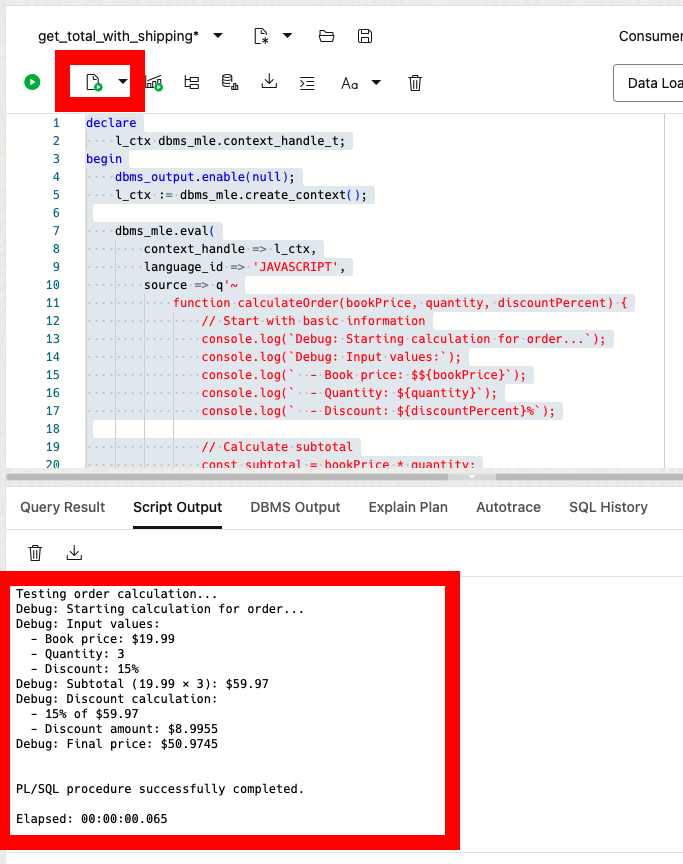 get_total_with_shipping*
Consumer
Aa
Data Loa
1 declare
2 ····l_ctx·dbms_mle.context_handle_t;
3 begin
4 ····dbms_output.enable(null);
5 ····l_ctx·:=·dbms_mle.create_context();
6
7 ····dbms_mle.eval(
8 ········context_handle·=>·l_ctx,
9 ········language_id·=>·'JAVASCRIPT',
10 ········source·=>·q'~
11 ············function·calculateOrder(bookPrice,·quantity,·discountPercent)·{
12 ················//·Start·with·basic·information
13 ················console.log(`Debug:·Starting·calculation·for·order...`);
14 ················console.log(`Debug:·Input·values:`);
15 ················console.log(`··-·Book·price:·$${bookPrice}`);
16 ················console.log(`··-·Quantity:·${quantity}`);
17 ················console.log(`··-·Discount:·${discountPercent}%`);
18
19 ················//·Calculate·subtotal
20 ················const·subtotal·=·bookPrice·*·quantity;
Query Result Script Output DBMS Output Explain Plan Autotrace SQL History
Testing order calculation...
Debug: Starting calculation for order...
Debug: Input values:
  - Book price: $19.99
  - Quantity: 3
  - Discount: 15%
Debug: Subtotal (19.99 × 3): $59.97
Debug: Discount calculation:
  - 15% of $59.97
  - Discount amount: $8.9955
Debug: Final price: $50.9745
PL/SQL procedure successfully completed.
Elapsed: 00:00:00.065